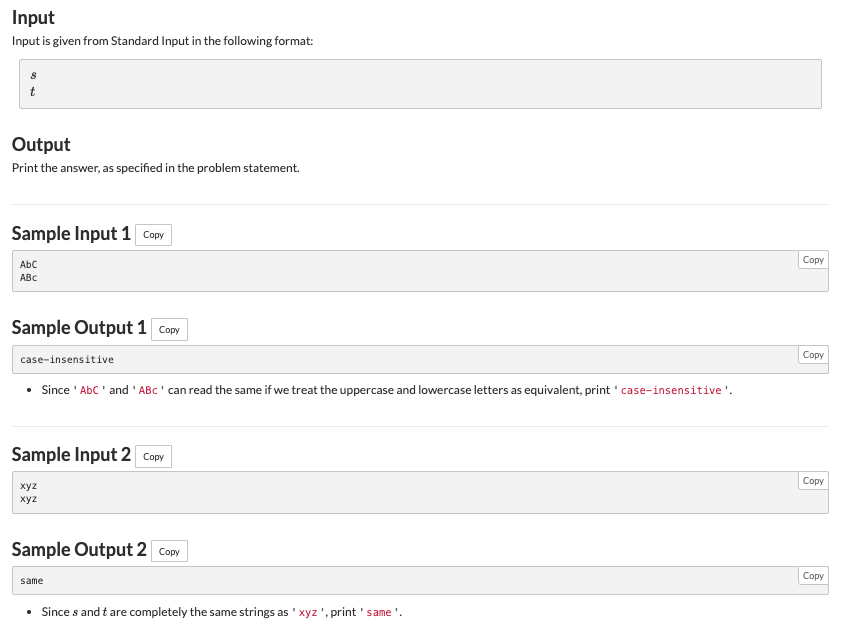 Input
Input is given from Standard Input in the following format:
s
t
Output
Print the answer, as specified in the problem statement.
Sample Input 1 Copy
Copy
AbC
ABc
Sample Output 1 Copy
Copy
case-insensitive
• Since 'AbC' and 'ABc' can read the same if we treat the uppercase and lowercase letters as equivalent, print 'case-insensitive'.
Sample Input 2 Copy
Copy
xyz
xyz
Sample Output 2 Copy
Copy
same
• Since s and t are completely the same strings as 'xyz', print 'same'.